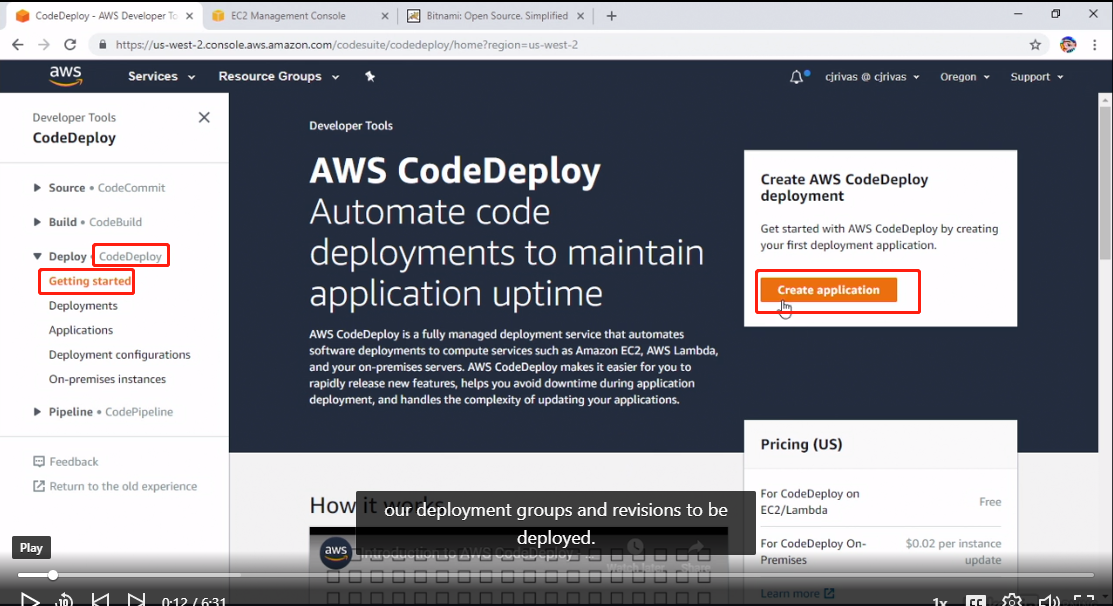 CodeDeploy - AWS Developer To
EC2 Management Console
Bitnami: Open Source. Simplified
https://us-west-2.console.aws.amazon.com/codesuite/codedeploy/home?region=us-west-2
aws
Services
Resource Groups
cjrivas @ cjrivas
Oregon
Support
Developer Tools
CodeDeploy
Source • CodeCommit
Build • CodeBuild
Deploy • CodeDeploy
Getting started
Deployments
Applications
Deployment configurations
On-premises instances
Pipeline • CodePipeline
Feedback
Return to the old experience
Developer Tools
AWS CodeDeploy
Automate code
deployments to maintain
application uptime
AWS CodeDeploy is a fully managed deployment service that automates
software deployments to compute services such as Amazon EC2, AWS Lambda,
and your on-premises servers. AWS CodeDeploy makes it easier for you to
rapidly release new features, helps you avoid downtime during application
deployment, and handles the complexity of updating your applications.
Create AWS CodeDeploy
deployment
Get started with AWS CodeDeploy by creating
your first deployment application.
Create application
Pricing (US)
For CodeDeploy on
EC2/Lambda
Free
For CodeDeploy On-
Premises
$0.02 per instance
update
Learn more
How it works
our deployment groups and revisions to be
deployed.
aws
Introduction to AWS CodeDeploy
Play
10
0:12 / 6:31
1x
CC